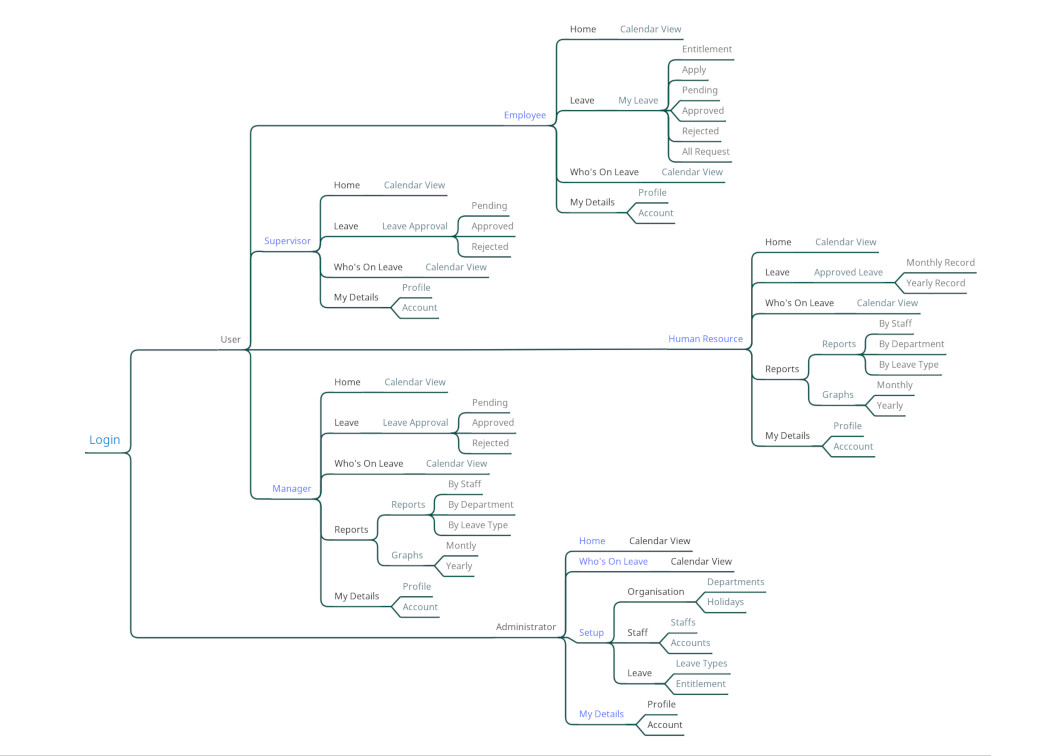 Login
User
Employee
Home Calendar View
Leave My Leave
Entitlement
Apply
Pending
Approved
Rejected
All Request
Who's On Leave Calendar View
My Details
Profile
Account
Supervisor
Home Calendar View
Leave Leave Approval
Pending
Approved
Rejected
Who's On Leave Calendar View
My Details
Profile
Account
Human Resource
Home Calendar View
Leave Approved Leave
Monthly Record
Yearly Record
Who's On Leave Calendar View
Reports
Reports
By Staff
By Department
By Leave Type
Graphs
Monthly
Yearly
My Details
Profile
Acccount
Manager
Home Calendar View
Leave Leave Approval
Pending
Approved
Rejected
Who's On Leave Calendar View
Reports
Reports
By Staff
By Department
By Leave Type
Graphs
Montly
Yearly
My Details
Profile
Account
Administrator
Home Calendar View
Who's On Leave Calendar View
Setup
Organisation
Departments
Holidays
Staff
Staffs
Accounts
Leave
Leave Types
Entitlement
My Details
Profile
Account